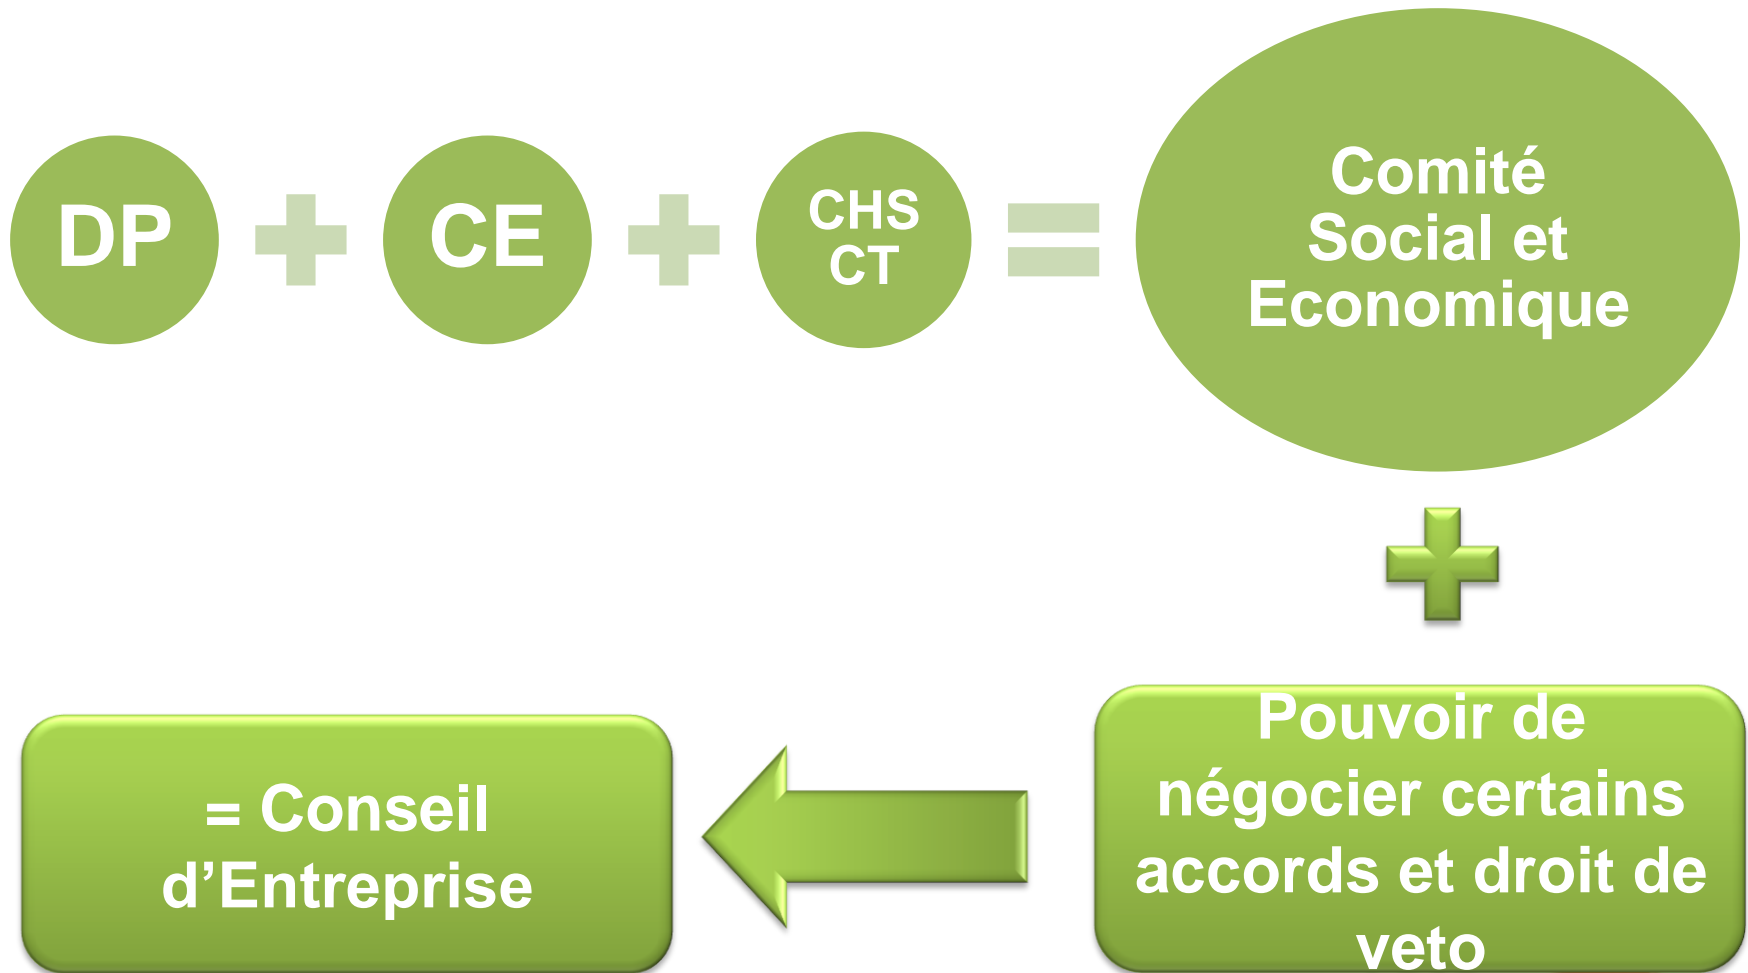 DP
CE
CHS
CT
Comité
Social et
Economique
Pouvoir de
négocier certains
accords et droit de
veto
= Conseil
d’Entreprise